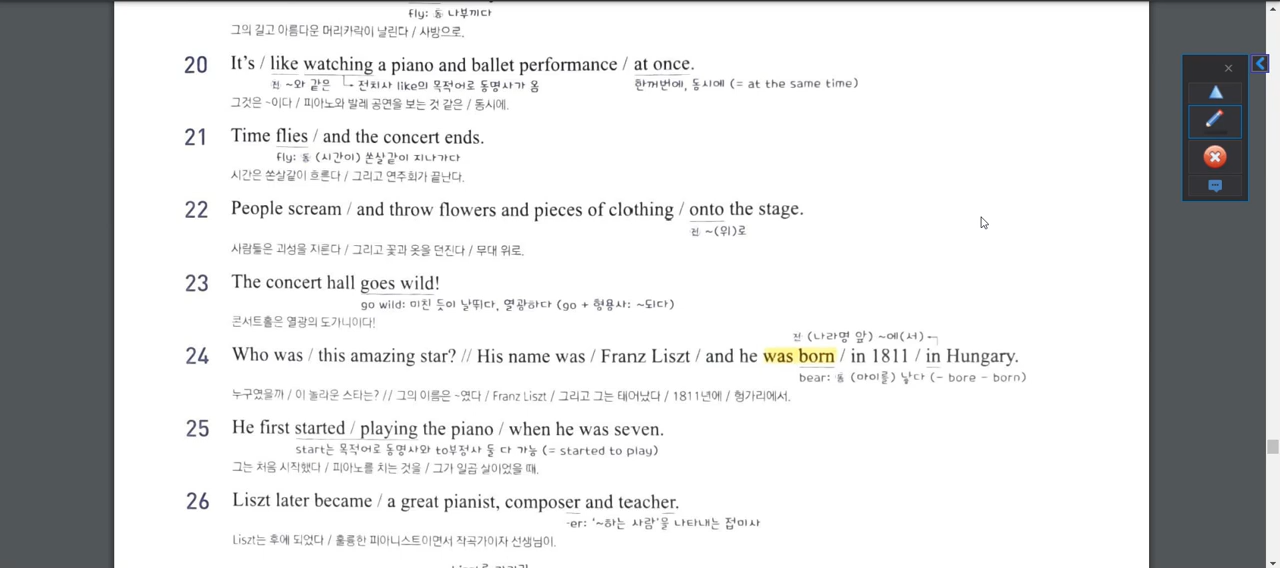 fly: 동 나부끼다
그의 길고 아름다운 머리카락이 날린다 / 사방으로.
20 It's / like watching a piano and ballet performance / at once.
전 ~와 같은 전치사 like의 목적어로 동명사가 옴 한꺼번에, 동시에 (= at the same time)
그것은 ~이다 / 피아노와 발레 공연을 보는 것 같은 / 동시에.
21 Time flies / and the concert ends.
fly: 동 (시간이) 쏜살같이 지나가다
시간은 쏜살같이 흐른다 / 그리고 연주회가 끝난다.
22 People scream / and throw flowers and pieces of clothing / onto the stage.
전 ~(위)로
사람들은 괴성을 지른다 / 그리고 꽃과 옷을 던진다 / 무대 위로.
23 The concert hall goes wild!
go wild: 미친 듯이 날뛰다, 열광하다 (go + 형용사: ~되다)
콘서트홀은 열광의 도가니이다!
전 (나라명 앞) ~에(서)
24 Who was / this amazing star? // His name was / Franz Liszt / and he was born / in 1811 / in Hungary.
bear: 동 (아이를) 낳다 (- bore - born)
누구였을까 / 이 놀라운 스타는? // 그의 이름은 ~였다 / Franz Liszt / 그리고 그는 태어났다 / 1811년에 / 헝가리에서.
25 He first started / playing the piano / when he was seven.
start는 목적어로 동명사와 to부정사 둘 다 가능 (= started to play)
그는 처음 시작했다 / 피아노를 치는 것을 / 그가 일곱 살이었을 때.
26 Liszt later became / a great pianist, composer and teacher.
-er: '~하는 사람'을 나타내는 접미사
Liszt는 후에 되었다 / 훌륭한 피아니스트이면서 작곡가이자 선생님이.